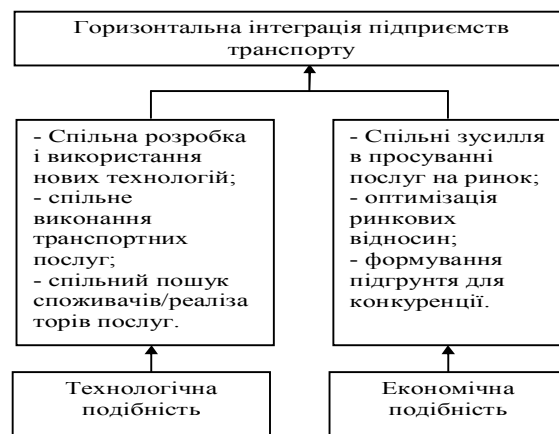 Горизонтальна інтеграція підприємств
транспорту
- Спільна розробка
і використання
нових технологій;
- спільне
виконання
транспортних
послуг;
- спільний пошук
споживачів/реаліза
торів послуг.
- Спільні зусилля
в просуванні
послуг на ринок;
- оптимізація
ринкових
відносин;
- формування
підгрунтя для
конкуренції.
Технологічна
подібність
Економічна
подібність